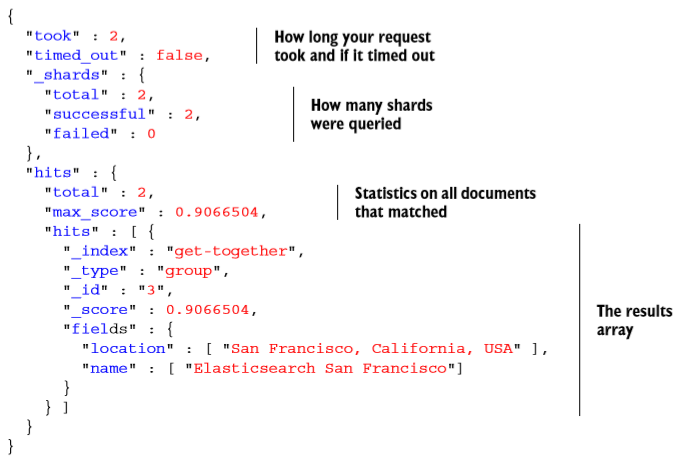 {
"took" : 2,
"timed_out" : false,
"_shards" : {
"total" : 2,
"successful" : 2,
"failed" : 0
},
"hits" : {
"total" : 2,
"max_score" : 0.9066504,
"hits" : [ {
"_index" : "get-together",
"_type" : "group",
"_id" : "3",
"_score" : 0.9066504,
"fields" : {
"location" : [ "San Francisco, California, USA" ],
"name" : [ "Elasticsearch San Francisco"]
}
} ]
}
}
How long your request
took and if it timed out
How many shards
were queried
Statistics on all documents
that matched
The results
array